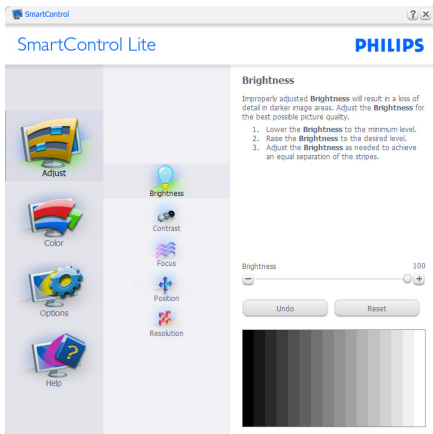 SmartControl
SmartControl Lite
PHILIPS
Adjust
Color
Options
Help
Brightness
Contrast
Focus
Position
Resolution
Brightness
Improperly adjusted Brightness will result in a loss of
detail in darker image areas. Adjust the Brightness for
the best possible picture quality.
1. Lower the Brightness to the minimum level.
2. Raise the Brightness to the desired level.
3. Adjust the Brightness as needed to achieve
an equal separation of the stripes.
Brightness 100
Undo Reset